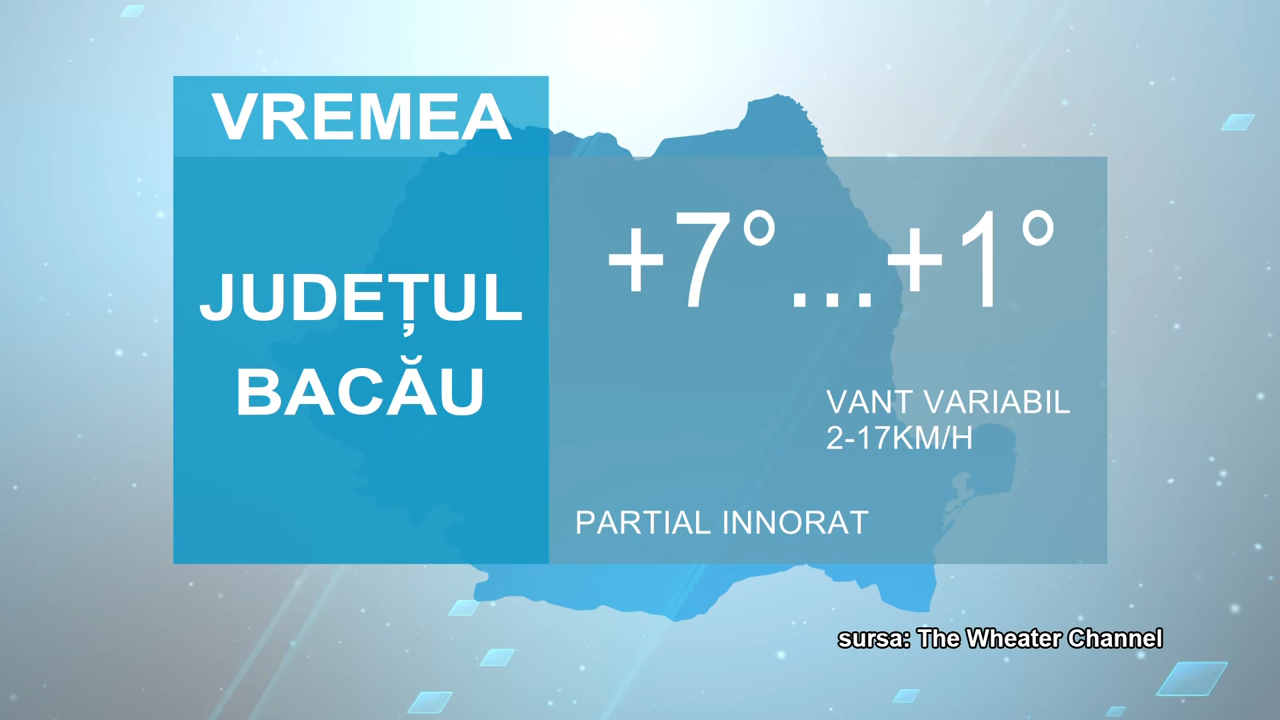 VREMEA
JUDEȚUL
BACĂU
+7° ...+1°
VANT VARIABIL
2-17KM/H
PARTIAL INNORAT
sursa: The Wheater Channel